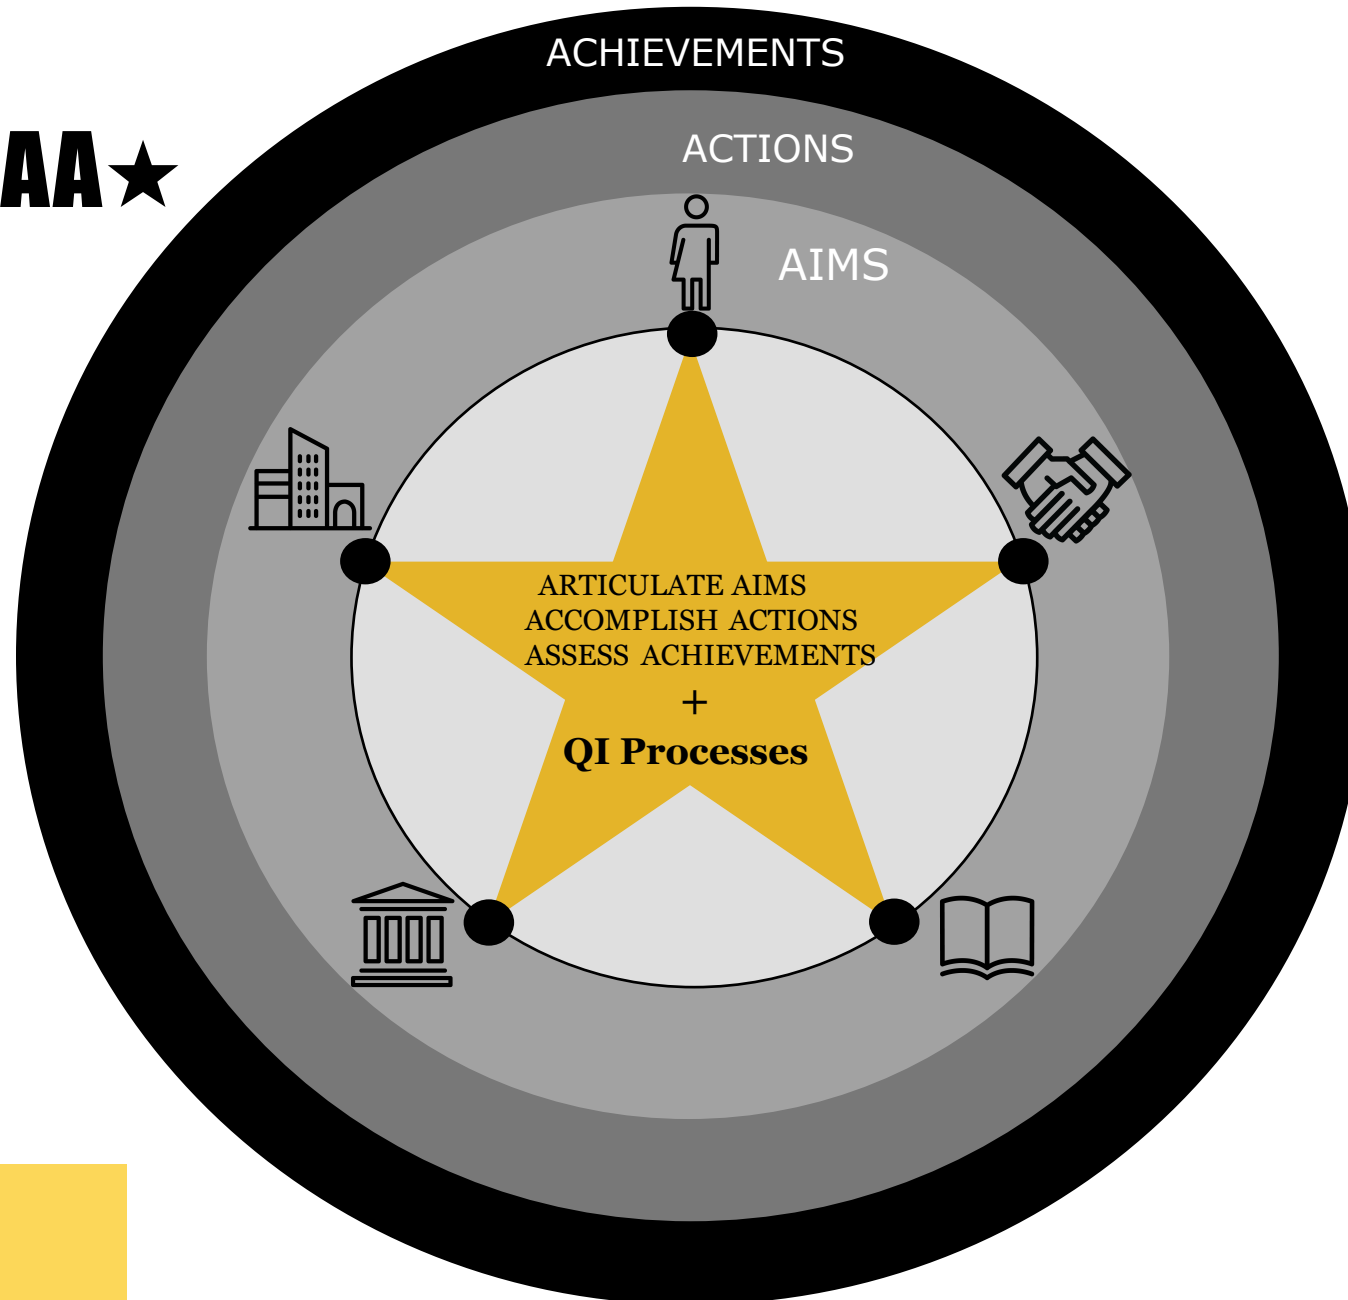 ACHIEVEMENTS
AA★
ACTIONS
AIMS
ARTICULATE AIMS
ACCOMPLISH ACTIONS
ASSESS ACHIEVEMENTS
+
QI Processes